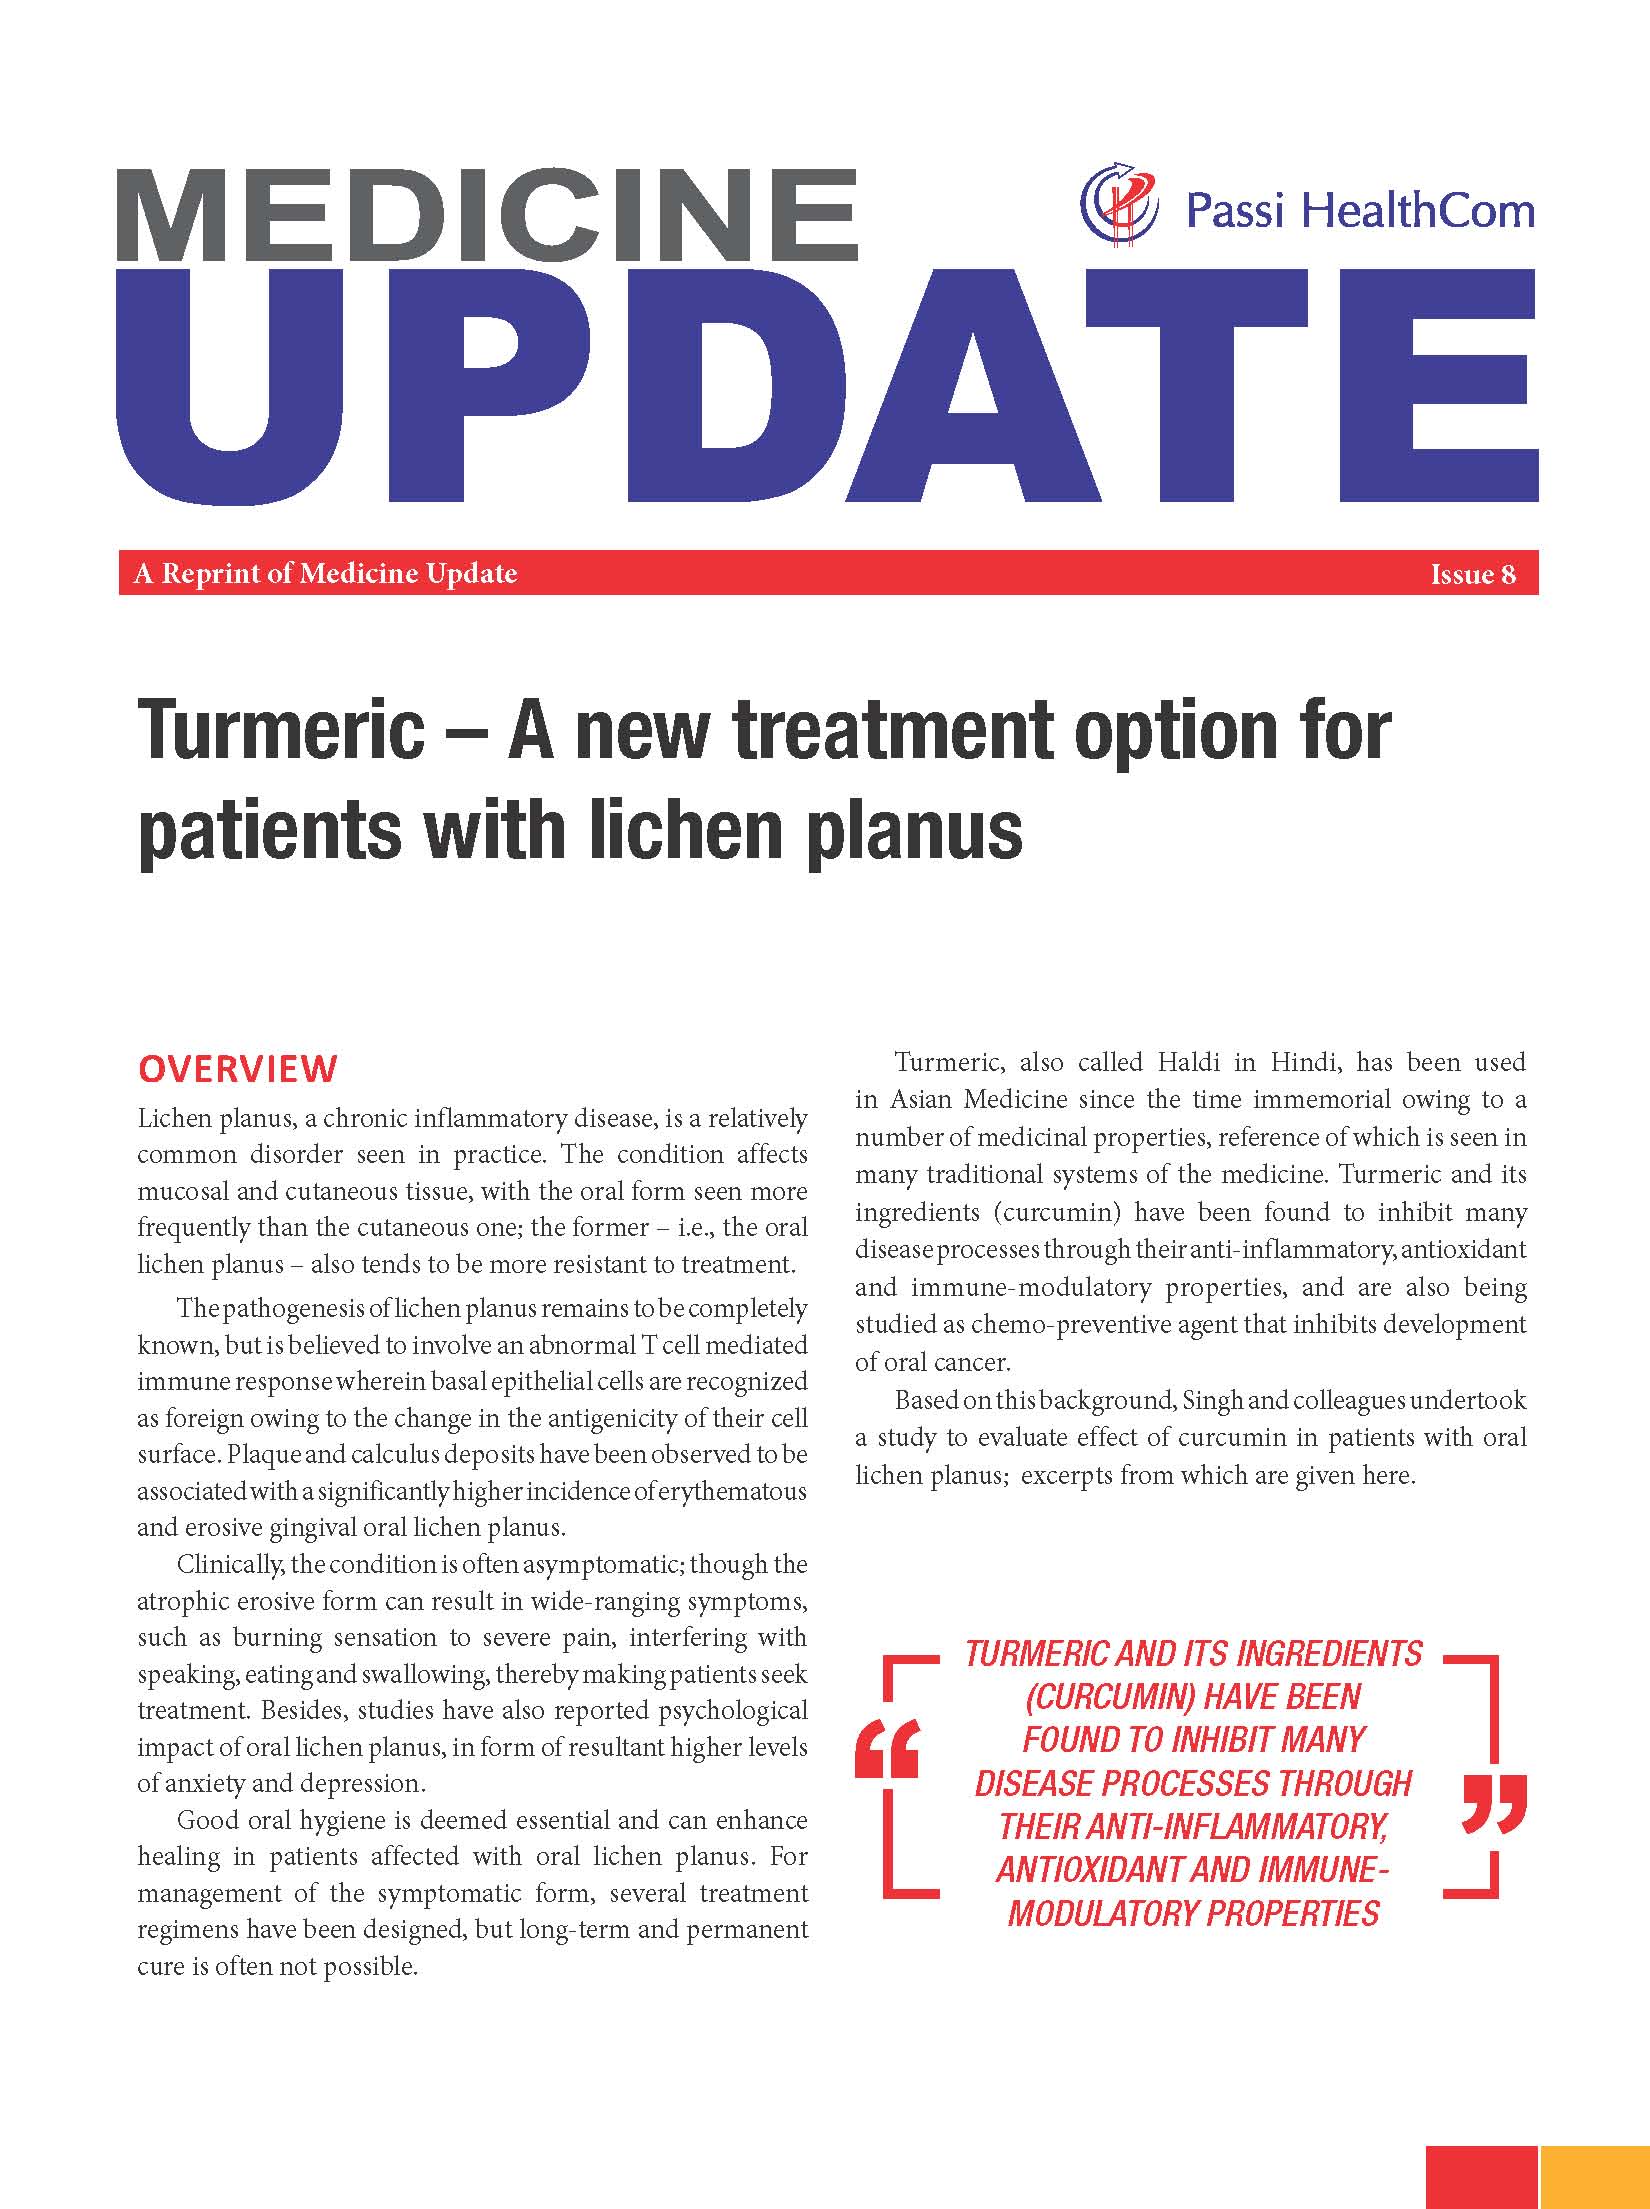 MEDICINE
Passi HealthCom
UPDATE
A Reprint of Medicine Update
Issue 8
Turmeric – A new treatment option for
patients with lichen planus
OVERVIEW
Lichen planus, a chronic inflammatory disease, is a relatively
common disorder seen in practice. The condition affects
mucosal and cutaneous tissue, with the oral form seen more
frequently than the cutaneous one; the former – i.e., the oral
lichen planus – also tends to be more resistant to treatment.
The pathogenesis of lichen planus remains to be completely
known, but is believed to involve an abnormal T cell mediated
immune response wherein basal epithelial cells are recognized
as foreign owing to the change in the antigenicity of their cell
surface. Plaque and calculus deposits have been observed to be
associated with a significantly higher incidence of erythematous
and erosive gingival oral lichen planus.
Clinically, the condition is often asymptomatic; though the
atrophic erosive form can result in wide-ranging symptoms,
such as burning sensation to severe pain, interfering with
speaking, eating and swallowing, thereby making patients seek
treatment. Besides, studies have also reported psychological
impact of oral lichen planus, in form of resultant higher levels
of anxiety and depression.
Good oral hygiene is deemed essential and can enhance
healing in patients affected with oral lichen planus. For
management of the symptomatic form, several treatment
regimens have been designed, but long-term and permanent
cure is often not possible.
Turmeric, also called Haldi in Hindi, has been used
in Asian Medicine since the time immemorial owing to a
number of medicinal properties, reference of which is seen in
many traditional systems of the medicine. Turmeric and its
ingredients (curcumin) have been found to inhibit many
disease processes through their anti-inflammatory, antioxidant
and immune-modulatory properties, and are also being
studied as chemo-preventive agent that inhibits development
of oral cancer.
Based on this background, Singh and colleagues undertook
a study to evaluate effect of curcumin in patients with oral
lichen planus; excerpts from which are given here.
“
TURMERIC AND ITS INGREDIENTS
(CURCUMIN) HAVE BEEN
FOUND TO INHIBIT MANY
DISEASE PROCESSES THROUGH
THEIR ANTI-INFLAMMATORY,
ANTIOXIDANT AND IMMUNE-
MODULATORY PROPERTIES
”